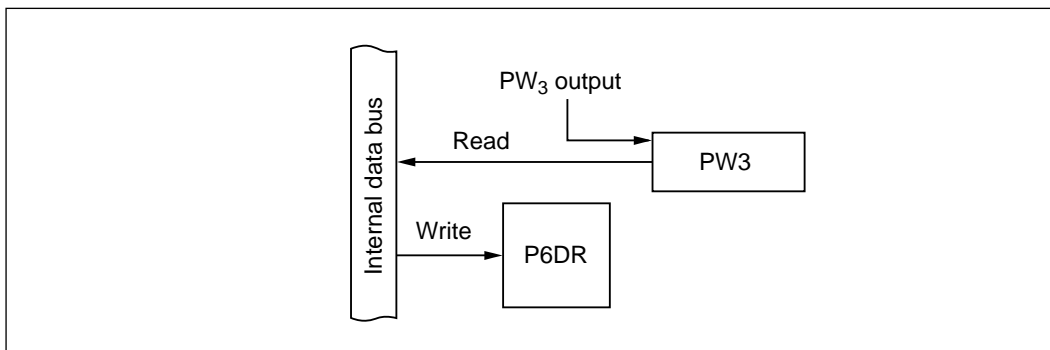 PW₃ output
Internal data bus
Read
PW3
Write
P6DR